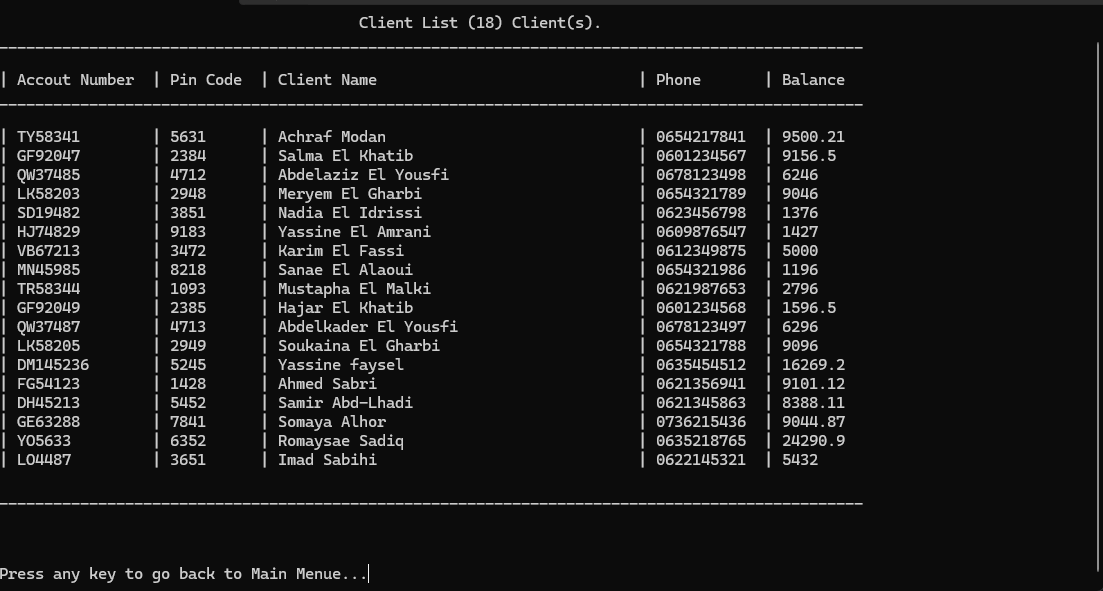 Client List (18) Client(s).
| Accout Number | Pin Code | Client Name | Phone | Balance
| TY58341 | 5631 | Achraf Modan | 0654217841 | 9500.21
| GF92047 | 2384 | Salma El Khatib | 0601234567 | 9156.5
| QW37485 | 4712 | Abdelaziz El Yousfi | 0678123498 | 6246
| LK58203 | 2948 | Meryem El Gharbi | 0654321789 | 9046
| SD19482 | 3851 | Nadia El Idrissi | 0623456798 | 1376
| HJ74829 | 9183 | Yassine El Amrani | 0609876547 | 1427
| VB67213 | 3472 | Karim El Fassi | 0612349875 | 5000
| MN45985 | 8218 | Sanae El Alaoui | 0654321986 | 1196
| TR58344 | 1093 | Mustapha El Malki | 0621987653 | 2796
| GF92049 | 2385 | Hajar El Khatib | 0601234568 | 1596.5
| QW37487 | 4713 | Abdelkader El Yousfi | 0678123497 | 6296
| LK58205 | 2949 | Soukaina El Gharbi | 0654321788 | 9096
| DM145236 | 5245 | Yassine faysel | 0635454512 | 16269.2
| FG54123 | 1428 | Ahmed Sabri | 0621356941 | 9101.12
| DH45213 | 5452 | Samir Abd-Lhadi | 0621345863 | 8388.11
| GE63288 | 7841 | Somaya Alhor | 0736215436 | 9044.87
| YO5633 | 6352 | Romaysae Sadiq | 0635218765 | 24290.9
| LO4487 | 3651 | Imad Sabihi | 0622145321 | 5432
Press any key to go back to Main Menue...